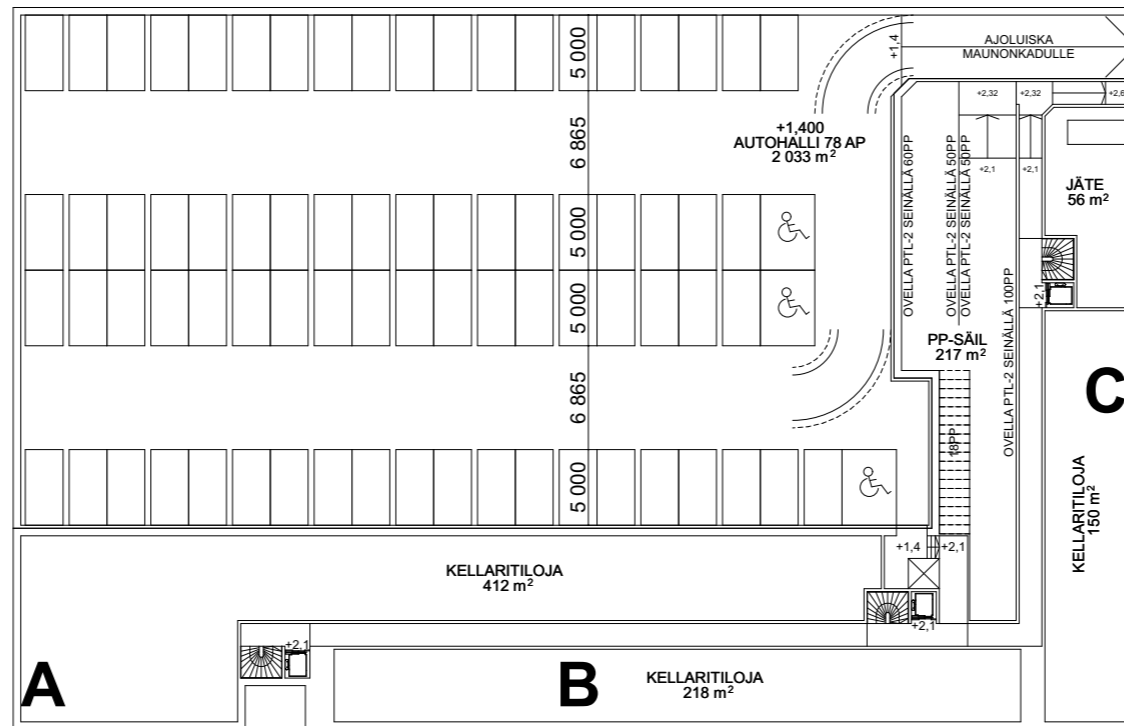 5 000
6 865
5 000
5 000
6 865
5 000
+1,4
AJOLUISKA
MAUNONKADULLE
+1,400
AUTOHALLI 78 AP
2 033 m²
OVELLA PTL-2 SEINÄLLÄ 60PP
OVELLA PTL-2 SEINÄLLÄ 50PP
OVELLA PTL-2 SEINÄLLÄ 50PP
OVELLA PTL-2 SEINÄLLÄ 100PP
+2,32
+2,32
+2,1
+2,1
JÄTE
56 m²
+2,1
PP-SÄIL
217 m²
18PP
C
KELLARITILOJA
150 m²
+1,4
+2,1
KELLARITILOJA
412 m²
+2,1
+2,1
A
B
KELLARITILOJA
218 m²